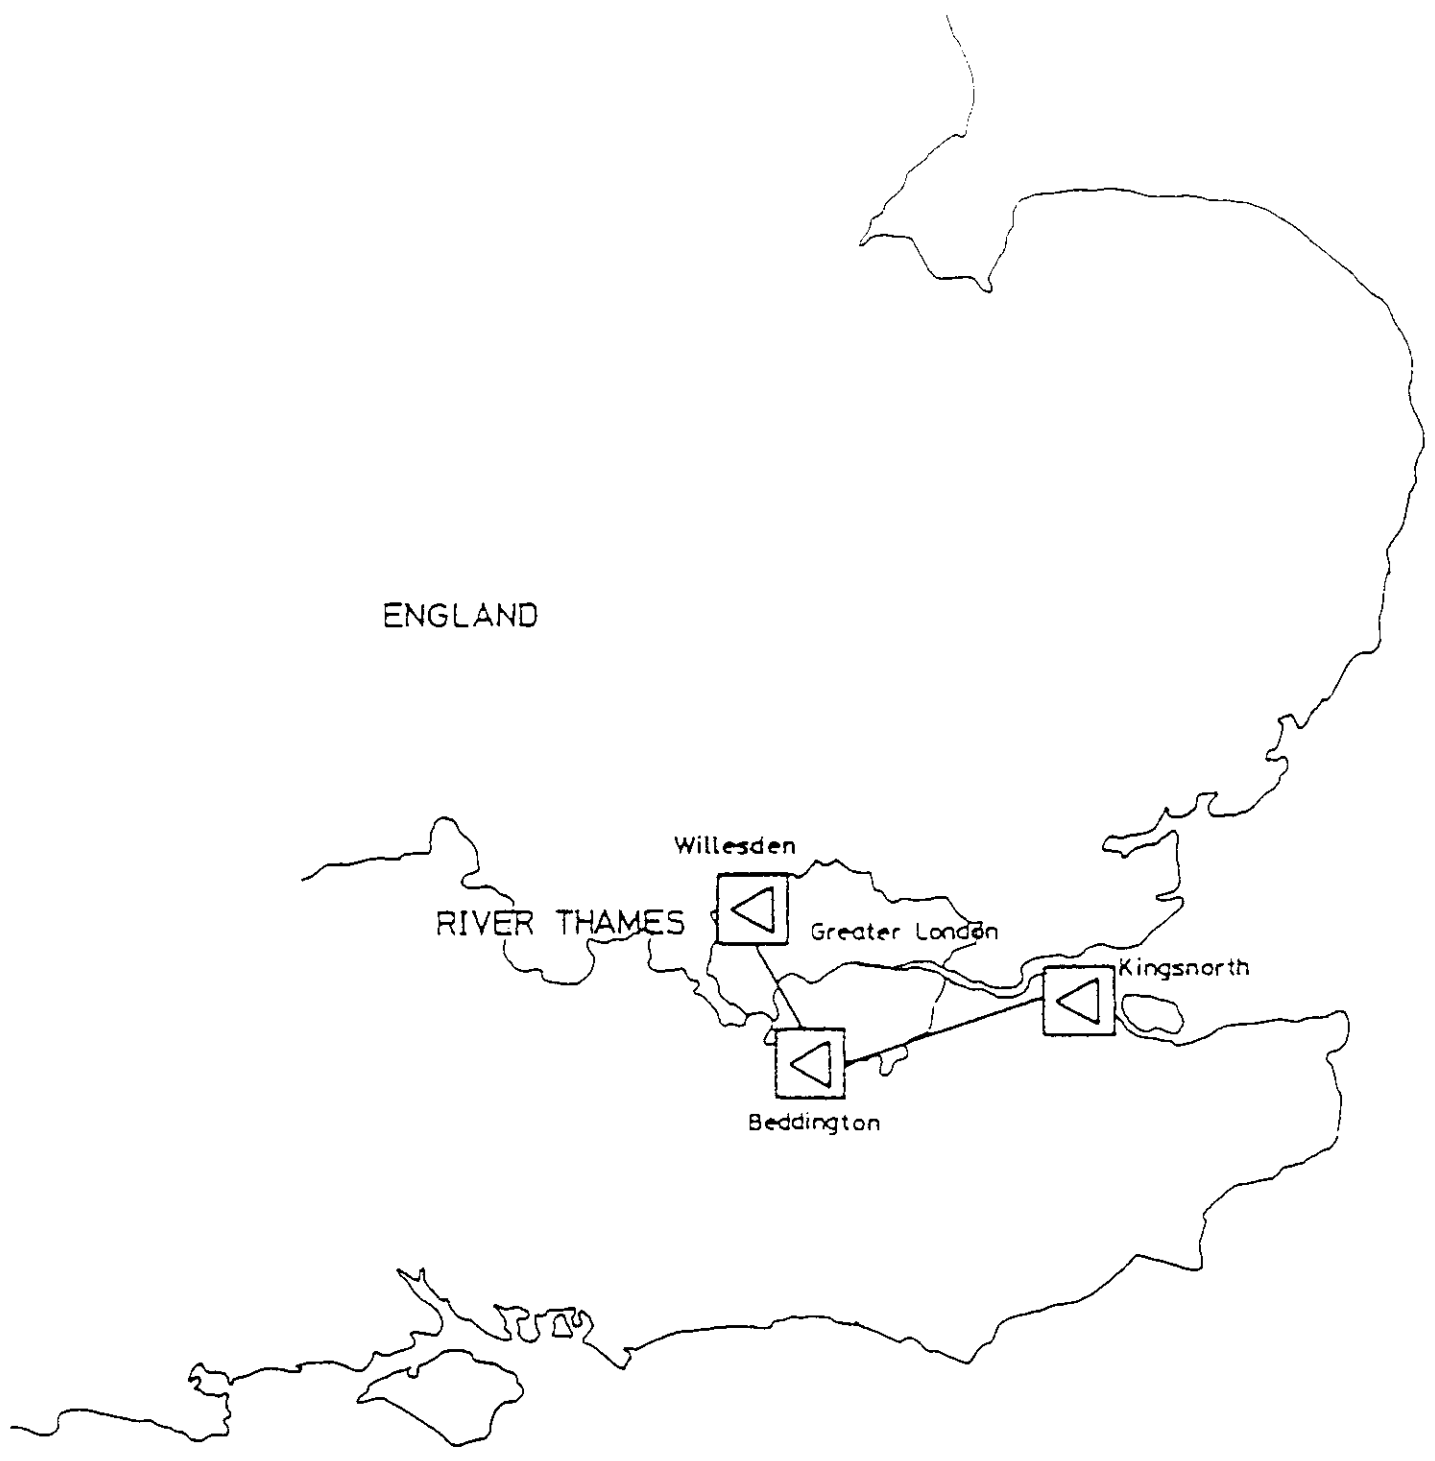 ENGLAND
Willesden
RIVER THAMES
Greater London
Kingsnorth
Beddington